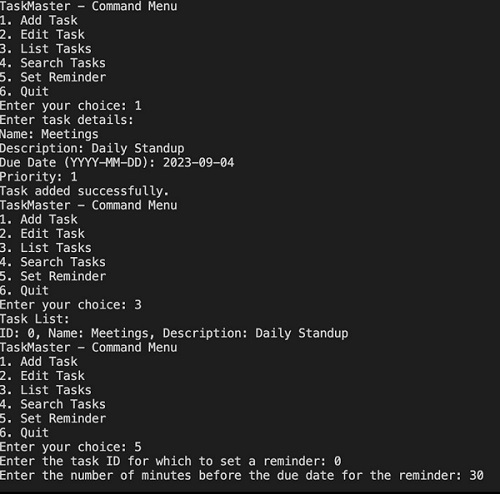 TaskMaster - Command Menu
1. Add Task
2. Edit Task
3. List Tasks
4. Search Tasks
5. Set Reminder
6. Quit
Enter your choice: 1
Enter task details:
Name: Meetings
Description: Daily Standup
Due Date (YYYY-MM-DD): 2023-09-04
Priority: 1
Task added successfully.
TaskMaster - Command Menu
1. Add Task
2. Edit Task
3. List Tasks
4. Search Tasks
5. Set Reminder
6. Quit
Enter your choice: 3
Task List:
ID: 0, Name: Meetings, Description: Daily Standup
TaskMaster - Command Menu
1. Add Task
2. Edit Task
3. List Tasks
4. Search Tasks
5. Set Reminder
6. Quit
Enter your choice: 5
Enter the task ID for which to set a reminder: 0
Enter the number of minutes before the due date for the reminder: 30